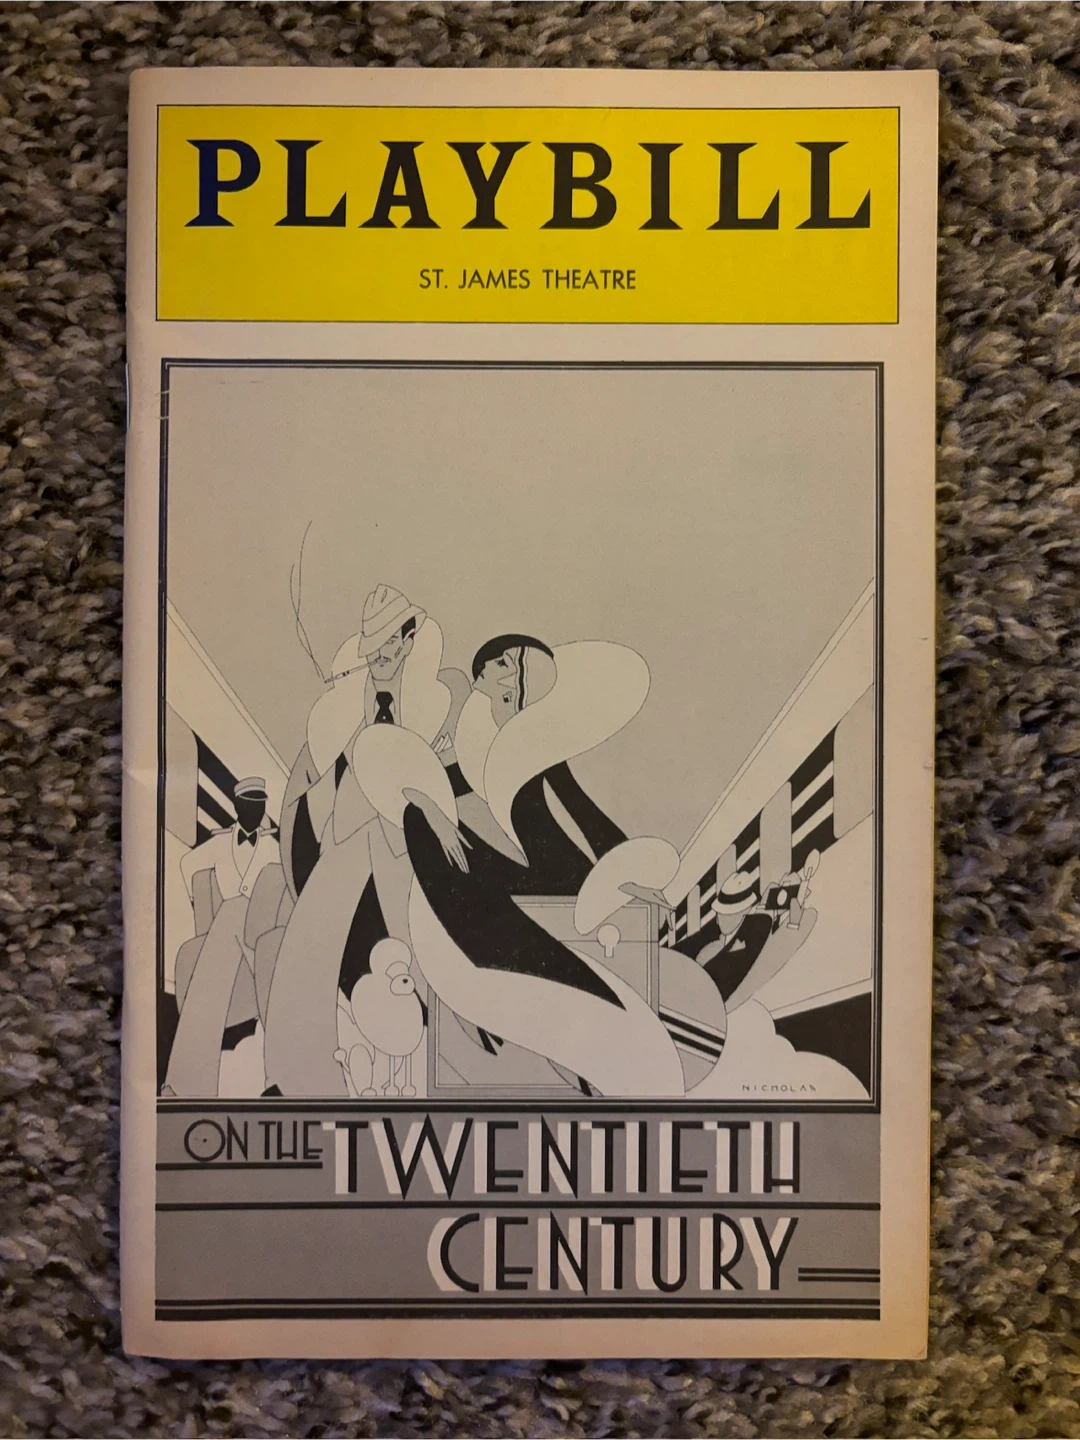 PLAYBILL
ST. JAMES THEATRE
NICHOLAS
ON THE TWENTIETH
CENTURY